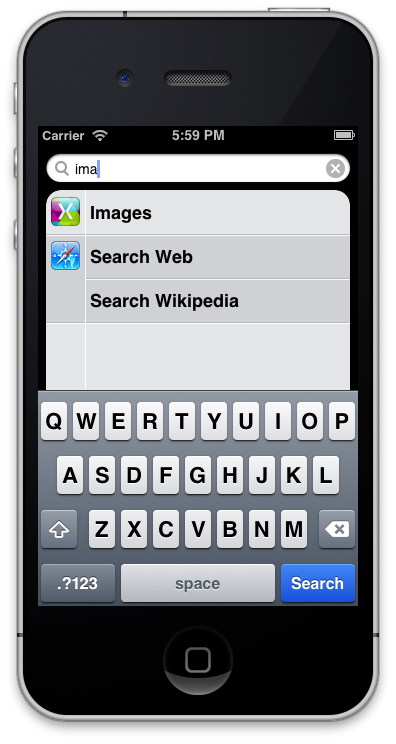 Carrier 5:59 PM
ima
Images
Search Web
Search Wikipedia
Q W E R T Y U I O P
A S D F G H J K L
Z X C V B N M
.?123 space Search